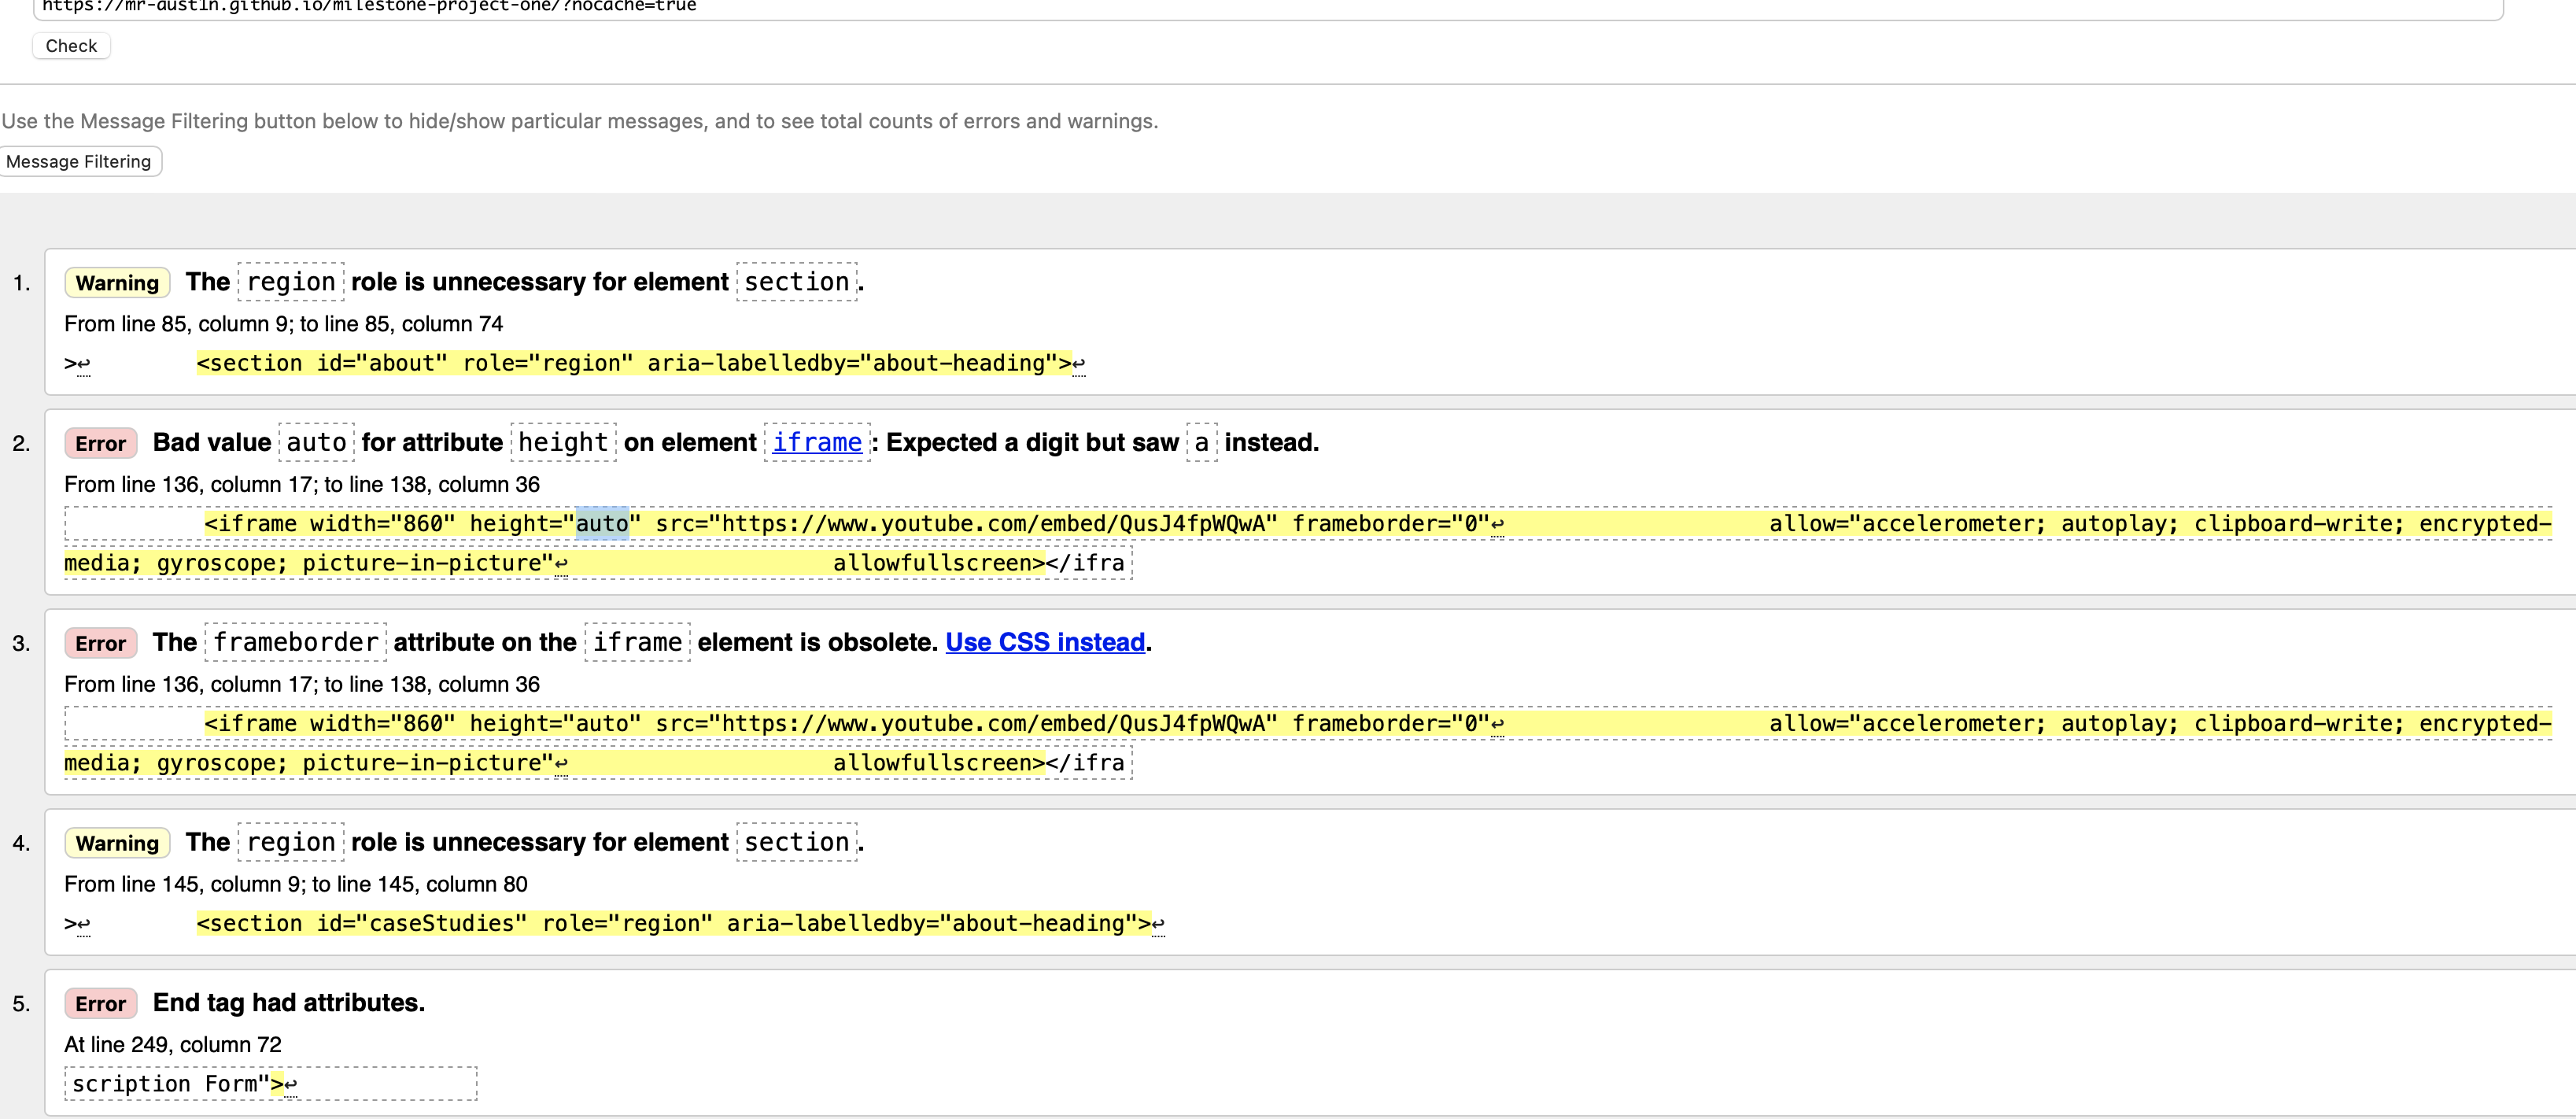 https://mr-aust1n.github.io/milestone-project-one/?nocache=true
Check
Use the Message Filtering button below to hide/show particular messages, and to see total counts of errors and warnings.
Message Filtering
1. Warning The region role is unnecessary for element section.
From line 85, column 9; to line 85, column 74
>↩ <section id="about" role="region" aria-labelledby="about-heading">↩
2. Error Bad value auto for attribute height on element iframe: Expected a digit but saw a instead.
From line 136, column 17; to line 138, column 36
<iframe width="860" height="auto" src="https://www.youtube.com/embed/QusJ4fpWQwA" frameborder="0"↩ allow="accelerometer; autoplay; clipboard-write; encrypted-
media; gyroscope; picture-in-picture"↩ allowfullscreen></ifra
3. Error The frameborder attribute on the iframe element is obsolete. Use CSS instead.
From line 136, column 17; to line 138, column 36
<iframe width="860" height="auto" src="https://www.youtube.com/embed/QusJ4fpWQwA" frameborder="0"↩ allow="accelerometer; autoplay; clipboard-write; encrypted-
media; gyroscope; picture-in-picture"↩ allowfullscreen></ifra
4. Warning The region role is unnecessary for element section.
From line 145, column 9; to line 145, column 80
>↩ <section id="caseStudies" role="region" aria-labelledby="about-heading">↩
5. Error End tag had attributes.
At line 249, column 72
scription Form">↩